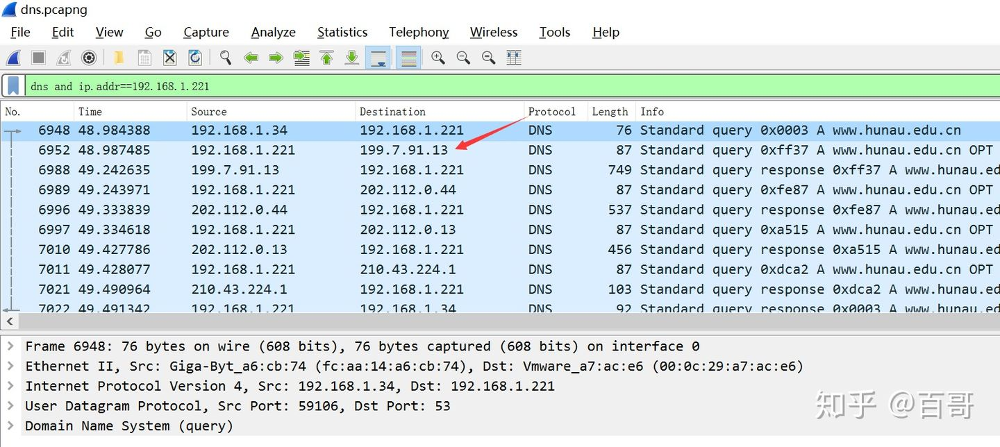 dns.pcapng
File Edit View Go Capture Analyze Statistics Telephony Wireless Tools Help
dns and ip.addr==192.168.1.221
No. Time Source Destination Protocol Length Info
6948 48.984388 192.168.1.34 192.168.1.221 DNS 76 Standard query 0x0003 A www.hunau.edu.cn
6952 48.987485 192.168.1.221 199.7.91.13 DNS 87 Standard query 0xff37 A www.hunau.edu.cn OPT
6988 49.242635 199.7.91.13 192.168.1.221 DNS 749 Standard query response 0xff37 A www.hunau.ed
6989 49.243971 192.168.1.221 202.112.0.44 DNS 87 Standard query 0xfe87 A www.hunau.edu.cn OPT
6996 49.333839 202.112.0.44 192.168.1.221 DNS 537 Standard query response 0xfe87 A www.hunau.ed
6997 49.334618 192.168.1.221 202.112.0.13 DNS 87 Standard query 0xa515 A www.hunau.edu.cn OPT
7010 49.427786 202.112.0.13 192.168.1.221 DNS 456 Standard query response 0xa515 A www.hunau.ed
7011 49.428077 192.168.1.221 210.43.224.1 DNS 87 Standard query 0xdca2 A www.hunau.edu.cn OPT
7021 49.490964 210.43.224.1 192.168.1.221 DNS 103 Standard query response 0xdca2 A www.hunau.ed
7022 49.491342 192.168.1.221 192.168.1.34 DNS 92 Standard query response 0x0003 A www.hunau.ed
Frame 6948: 76 bytes on wire (608 bits), 76 bytes captured (608 bits) on interface 0
Ethernet II, Src: Giga-Byt_a6:cb:74 (fc:aa:14:a6:cb:74), Dst: Vmware_a7:ac:e6 (00:0c:29:a7:ac:e6)
Internet Protocol Version 4, Src: 192.168.1.34, Dst: 192.168.1.221
User Datagram Protocol, Src Port: 59106, Dst Port: 53
Domain Name System (query)
知乎 @百哥